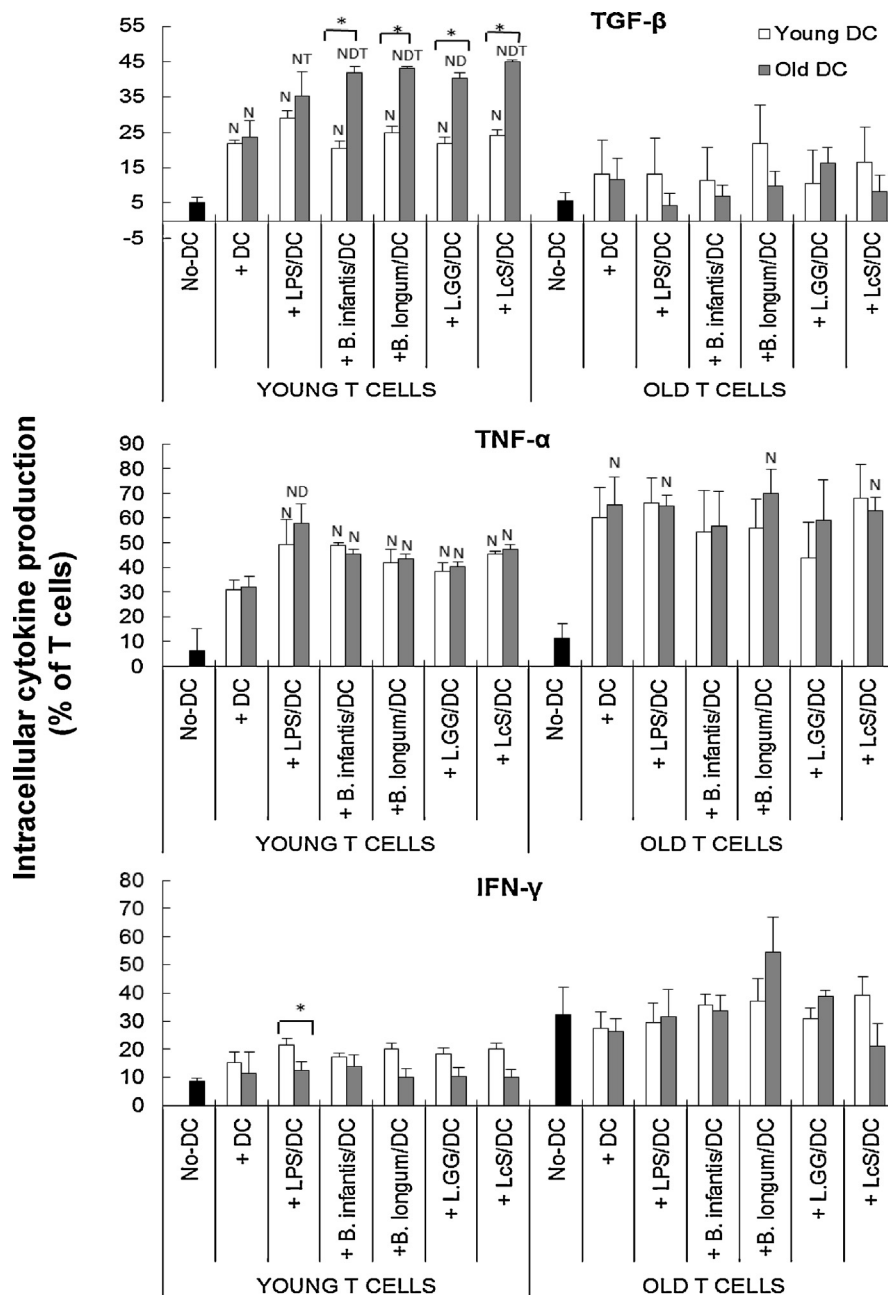 TGF-β
Young DC
Old DC
55
45
35
25
15
5
-5
N N N NT N NDT N NDT N ND N NDT
* * * *
No-DC + DC + LPS/DC + B. infantis/DC +B. longum/DC + L.GG/DC + LcS/DC No-DC + DC + LPS/DC + B. infantis/DC +B. longum/DC + L.GG/DC + LcS/DC
YOUNG T CELLS OLD T CELLS
Intracellular cytokine production
(% of T cells)
TNF-α
90
80
70
60
50
40
30
20
10
0
N ND N N N N N N N N N N N N
No-DC + DC + LPS/DC + B. infantis/DC +B. longum/DC + L.GG/DC + LcS/DC No-DC + DC + LPS/DC + B. infantis/DC +B. longum/DC + L.GG/DC + LcS/DC
YOUNG T CELLS OLD T CELLS
IFN-γ
80
70
60
50
40
30
20
10
0
*
No-DC + DC + LPS/DC + B. infantis/DC +B. longum/DC + L.GG/DC + LcS/DC No-DC + DC + LPS/DC + B. infantis/DC +B. longum/DC + L.GG/DC + LcS/DC
YOUNG T CELLS OLD T CELLS